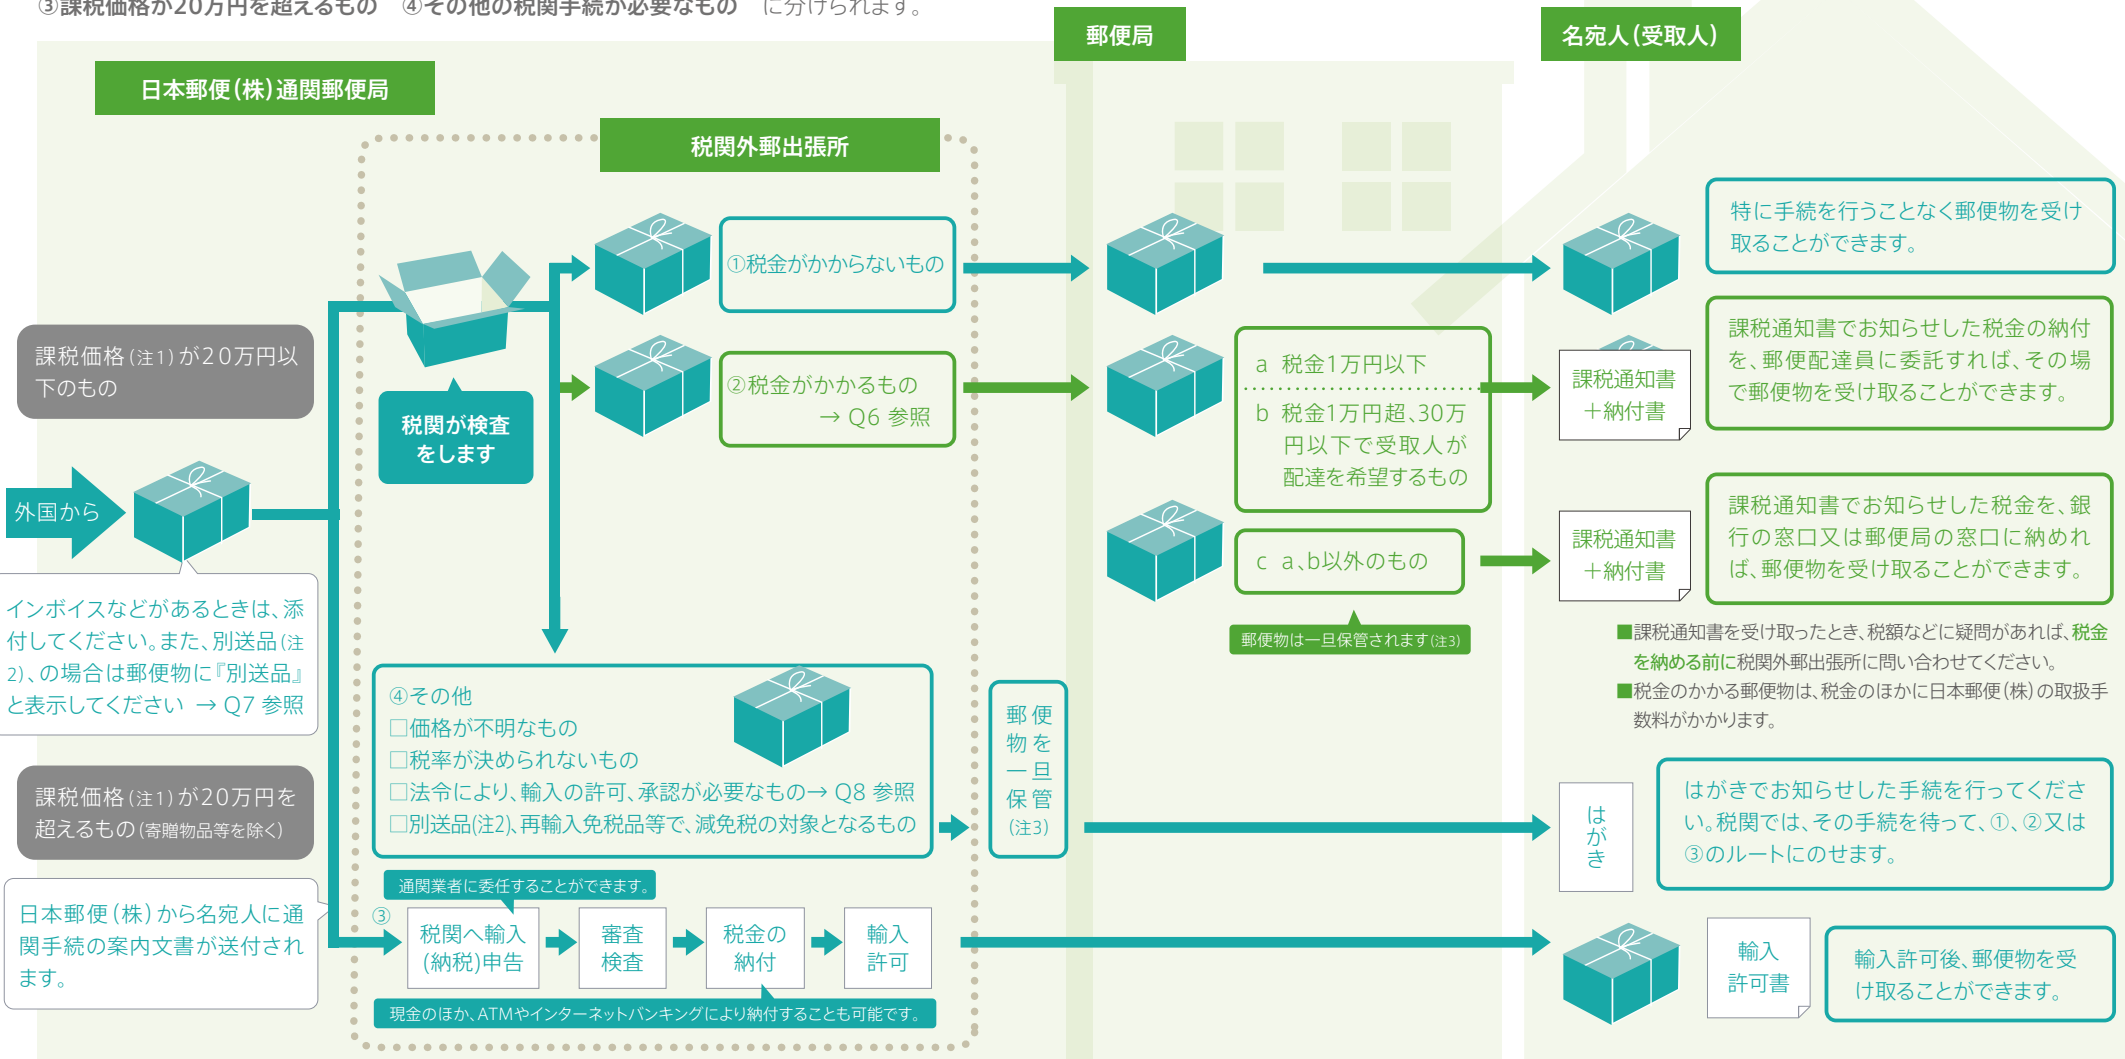 ③課税価格が20万円を超えるもの ④その他の税関手続が必要なもの に分けられます。
日本郵便(株)通関郵便局
税関外郵出張所
郵便局
名宛人(受取人)
課税価格(注1)が20万円以
下のもの
外国から
インボイスなどがあるときは、添
付してください。また、別送品(注
2)、の場合は郵便物に『別送品』
と表示してください → Q7 参照
課税価格(注1)が20万円を
超えるもの(寄贈物品等を除く)
日本郵便(株)から名宛人に通
関手続の案内文書が送付され
ます。
税関が検査
をします
①税金がかからないもの
②税金がかかるもの
→ Q6 参照
④その他
□価格が不明なもの
□税率が決められないもの
□法令により、輸入の許可、承認が必要なもの→ Q8 参照
□別送品(注2)、再輸入免税品等で、減免税の対象となるもの
通関業者に委任することができます。
③
税関へ輸入
(納税)申告
審査
検査
税金の
納付
輸入
許可
現金のほか、ATMやインターネットバンキングにより納付することも可能です。
郵便
物を
一旦
保管
(注3)
a 税金1万円以下
b 税金1万円超、30万
円以下で受取人が
配達を希望するもの
c a、b以外のもの
郵便物は一旦保管されます(注3)
特に手続を行うことなく郵便物を受け
取ることができます。
課税通知書
+納付書
課税通知書でお知らせした税金の納付
を、郵便配達員に委託すれば、その場
で郵便物を受け取ることができます。
課税通知書
+納付書
課税通知書でお知らせした税金を、銀
行の窓口又は郵便局の窓口に納めれ
ば、郵便物を受け取ることができます。
■課税通知書を受け取ったとき、税額などに疑問があれば、税金
を納める前に税関外郵出張所に問い合わせてください。
■税金のかかる郵便物は、税金のほかに日本郵便(株)の取扱手
数料がかかります。
はがき
はがきでお知らせした手続を行ってくださ
い。税関では、その手続を待って、①、②又は
③のルートにのせます。
輸入
許可書
輸入許可後、郵便物を受
け取ることができます。